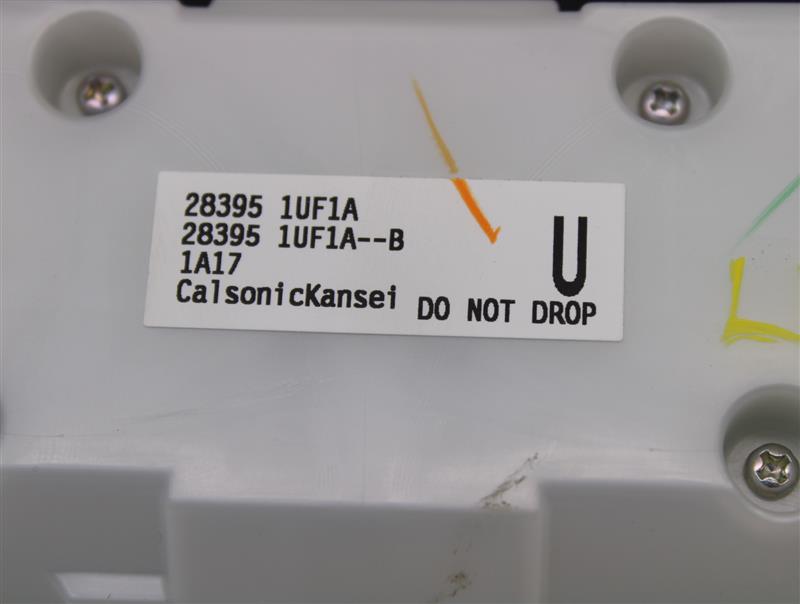 28395 1UF1A
28395 1UF1A--B
1A17
CalsonicKansei DO NOT DROP
U